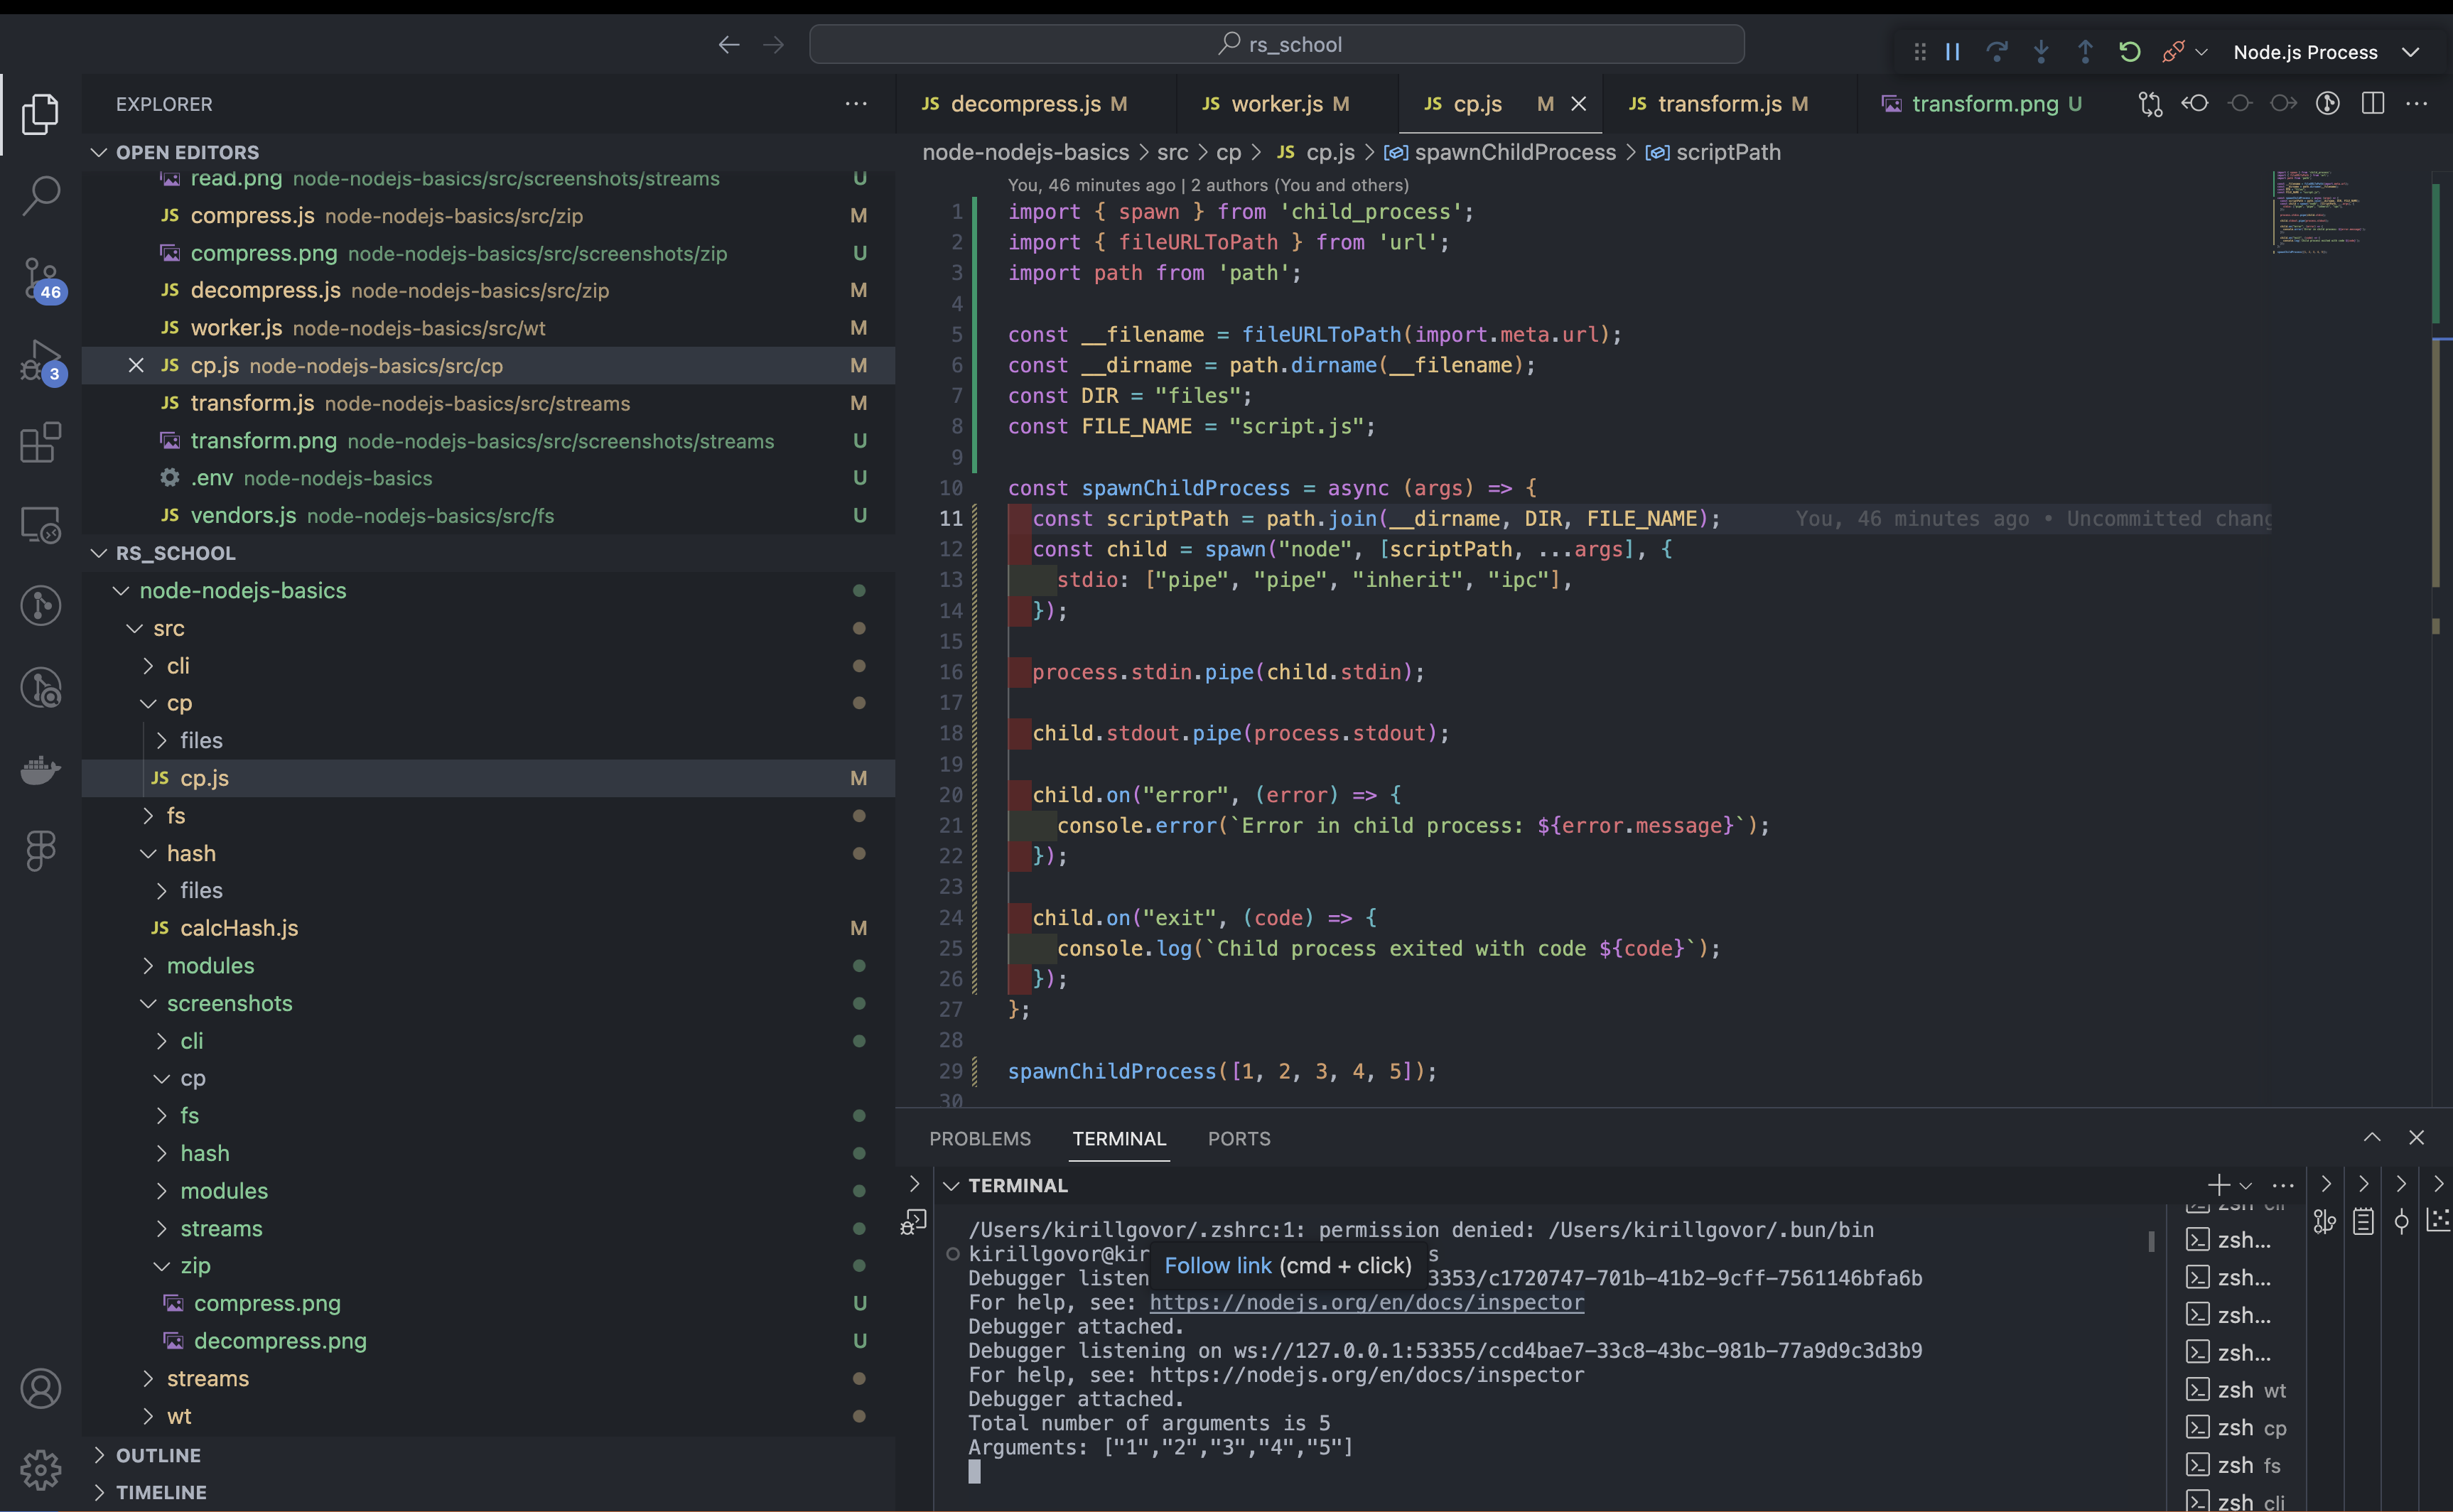 rs_school
Node.js Process
EXPLORER
OPEN EDITORS
read.png node-nodejs-basics/src/screenshots/streams U
JS compress.js node-nodejs-basics/src/zip M
compress.png node-nodejs-basics/src/screenshots/zip U
JS decompress.js node-nodejs-basics/src/zip M
JS worker.js node-nodejs-basics/src/wt M
JS cp.js node-nodejs-basics/src/cp M
JS transform.js node-nodejs-basics/src/streams M
transform.png node-nodejs-basics/src/screenshots/streams U
.env node-nodejs-basics U
JS vendors.js node-nodejs-basics/src/fs U
46
3
RS_SCHOOL
node-nodejs-basics
src
cli
cp
files
JS cp.js M
fs
hash
files
JS calcHash.js M
modules
screenshots
cli
cp
fs
hash
modules
streams
zip
compress.png U
decompress.png U
streams
wt
OUTLINE
TIMELINE
JS decompress.js M JS worker.js M JS cp.js M JS transform.js M transform.png U
node-nodejs-basics > src > cp > JS cp.js > spawnChildProcess > scriptPath
You, 46 minutes ago | 2 authors (You and others)
1 import { spawn } from 'child_process';
2 import { fileURLToPath } from 'url';
3 import path from 'path';
4
5 const __filename = fileURLToPath(import.meta.url);
6 const __dirname = path.dirname(__filename);
7 const DIR = "files";
8 const FILE_NAME = "script.js";
9
10 const spawnChildProcess = async (args) => {
11 const scriptPath = path.join(__dirname, DIR, FILE_NAME); You, 46 minutes ago • Uncommitted chang
12 const child = spawn("node", [scriptPath, ...args], {
13 stdio: ["pipe", "pipe", "inherit", "ipc"],
14 });
15
16 process.stdin.pipe(child.stdin);
17
18 child.stdout.pipe(process.stdout);
19
20 child.on("error", (error) => {
21 console.error(`Error in child process: ${error.message}`);
22 });
23
24 child.on("exit", (code) => {
25 console.log(`Child process exited with code ${code}`);
26 });
27 };
28
29 spawnChildProcess([1, 2, 3, 4, 5]);
30
PROBLEMS TERMINAL PORTS
TERMINAL
/Users/kirillgovor/.zshrc:1: permission denied: /Users/kirillgovor/.bun/bin
kirillgovor@kir s
Follow link (cmd + click)
Debugger listen 3353/c1720747-701b-41b2-9cff-7561146bfa6b
For help, see: https://nodejs.org/en/docs/inspector
Debugger attached.
Debugger listening on ws://127.0.0.1:53355/ccd4bae7-33c8-43bc-981b-77a9d9c3d3b9
For help, see: https://nodejs.org/en/docs/inspector
Debugger attached.
Total number of arguments is 5
Arguments: ["1","2","3","4","5"]
zsh cli
zsh...
zsh...
zsh...
zsh...
zsh wt
zsh cp
zsh fs
zsh cli